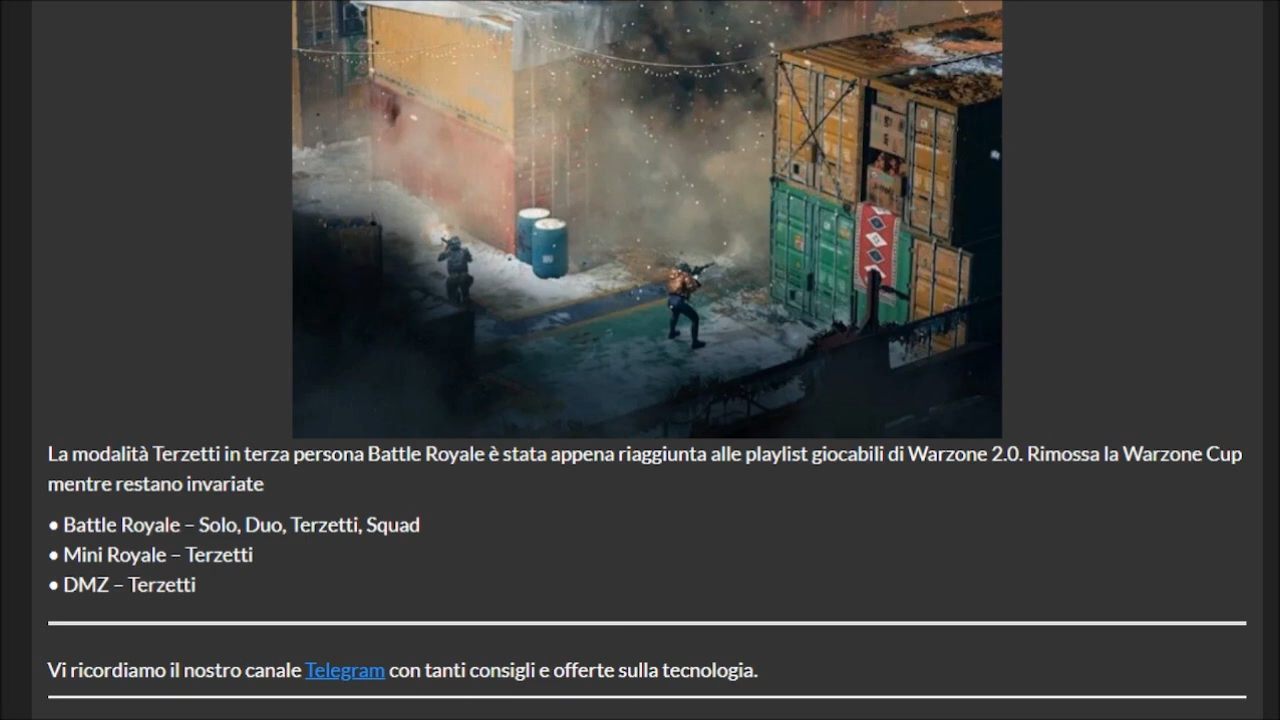 La modalità Terzetti in terza persona Battle Royale è stata appena riaggiunta alle playlist giocabili di Warzone 2.0. Rimossa la Warzone Cup
mentre restano invariate
• Battle Royale – Solo, Duo, Terzetti, Squad
• Mini Royale – Terzetti
• DMZ – Terzetti
Vi ricordiamo il nostro canale Telegram con tanti consigli e offerte sulla tecnologia.